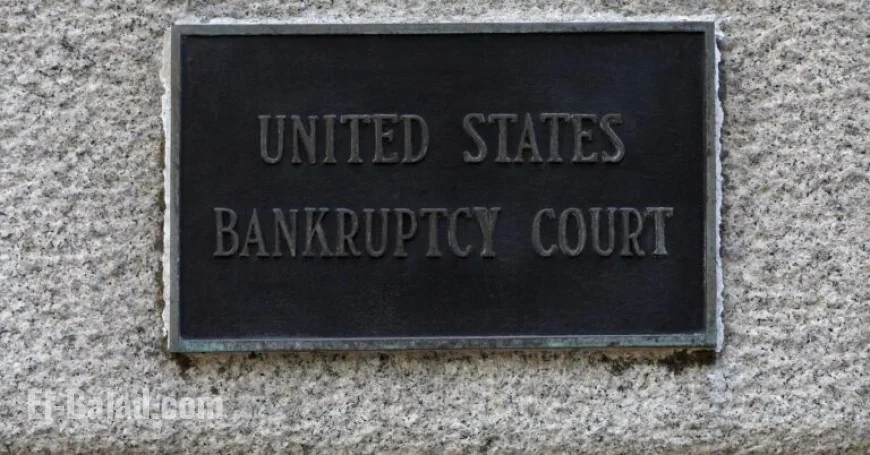 UNITED STATES
BANKRUPTCY COURT
El-Balad.com